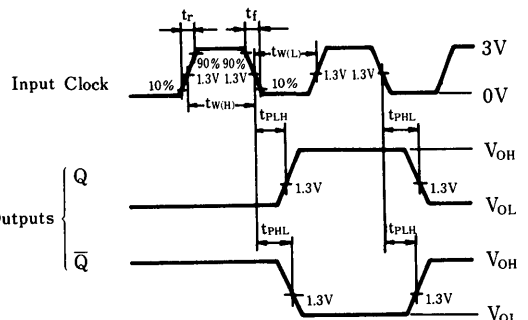 tr tf
90% 90% tW(L) 3V
Input Clock 10% 1.3V 1.3V 10% 1.3V 1.3V 0V
tW(H)
tPLH tPHL
VOH
Q 1.3V 1.3V
VOL
Outputs
tPHL tPLH
Q̅ VOH
1.3V 1.3V
VOL